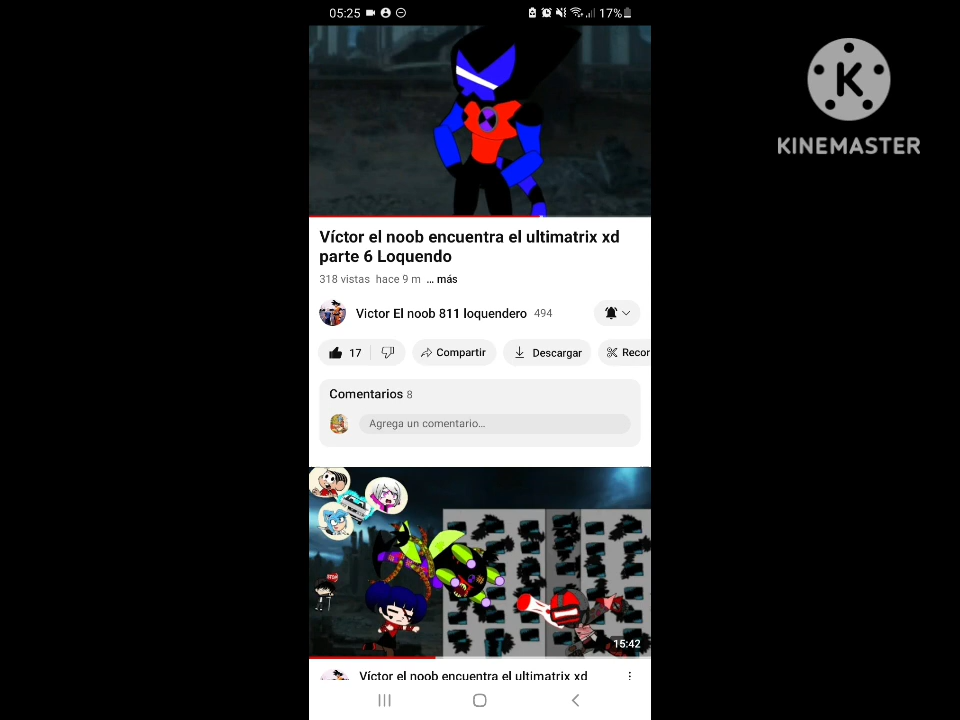 05:25
17%
K
KINEMASTER
Víctor el noob encuentra el ultimatrix xd
parte 6 Loquendo
318 vistas hace 9 m ... más
Victor El noob 811 loquendero 494
17 Compartir Descargar Recor
Comentarios 8
Agrega un comentario...
STOP
15:42
Víctor el noob encuentra el ultimatrix xd